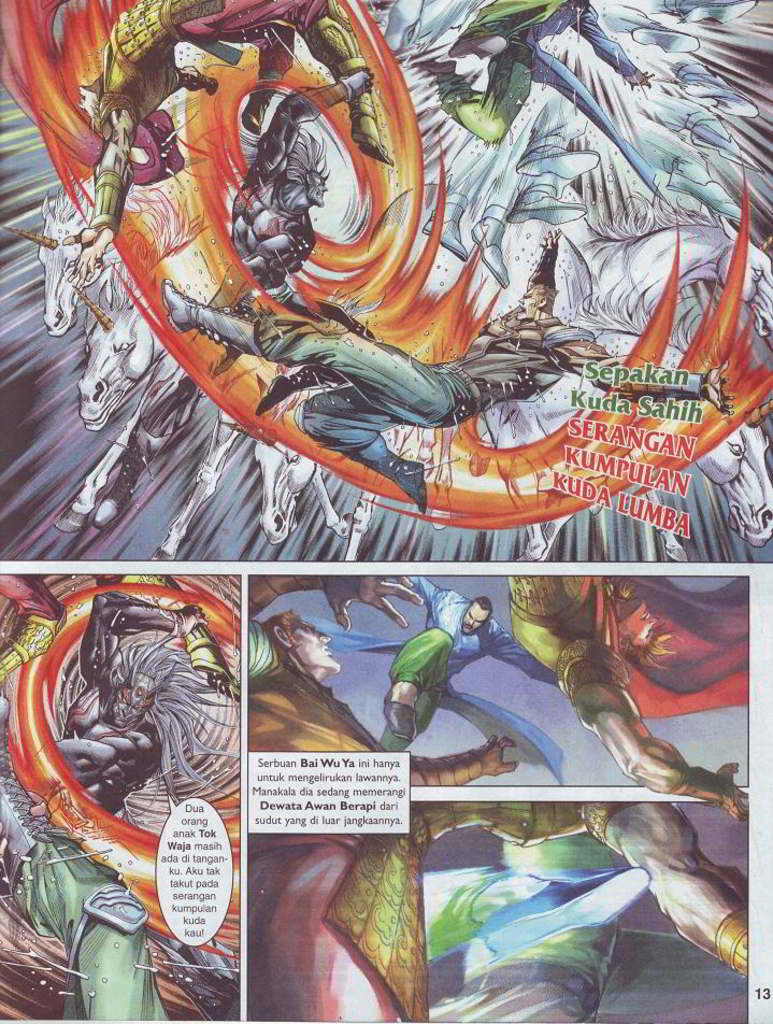 Sepakan
Kuda Sahih
SERANGAN
KUMPULAN
KUDA LUMBA
Dua
orang
anak Tok
Waja masih
ada di tangan-
ku. Aku tak
takut pada
serangan
kumpulan
kuda
kau!
Serbuan Bai Wu Ya ini hanya
untuk mengelirukan lawannya.
Manakala dia sedang memerangi
Dewata Awan Berapi dari
sudut yang di luar jangkaannya.
13